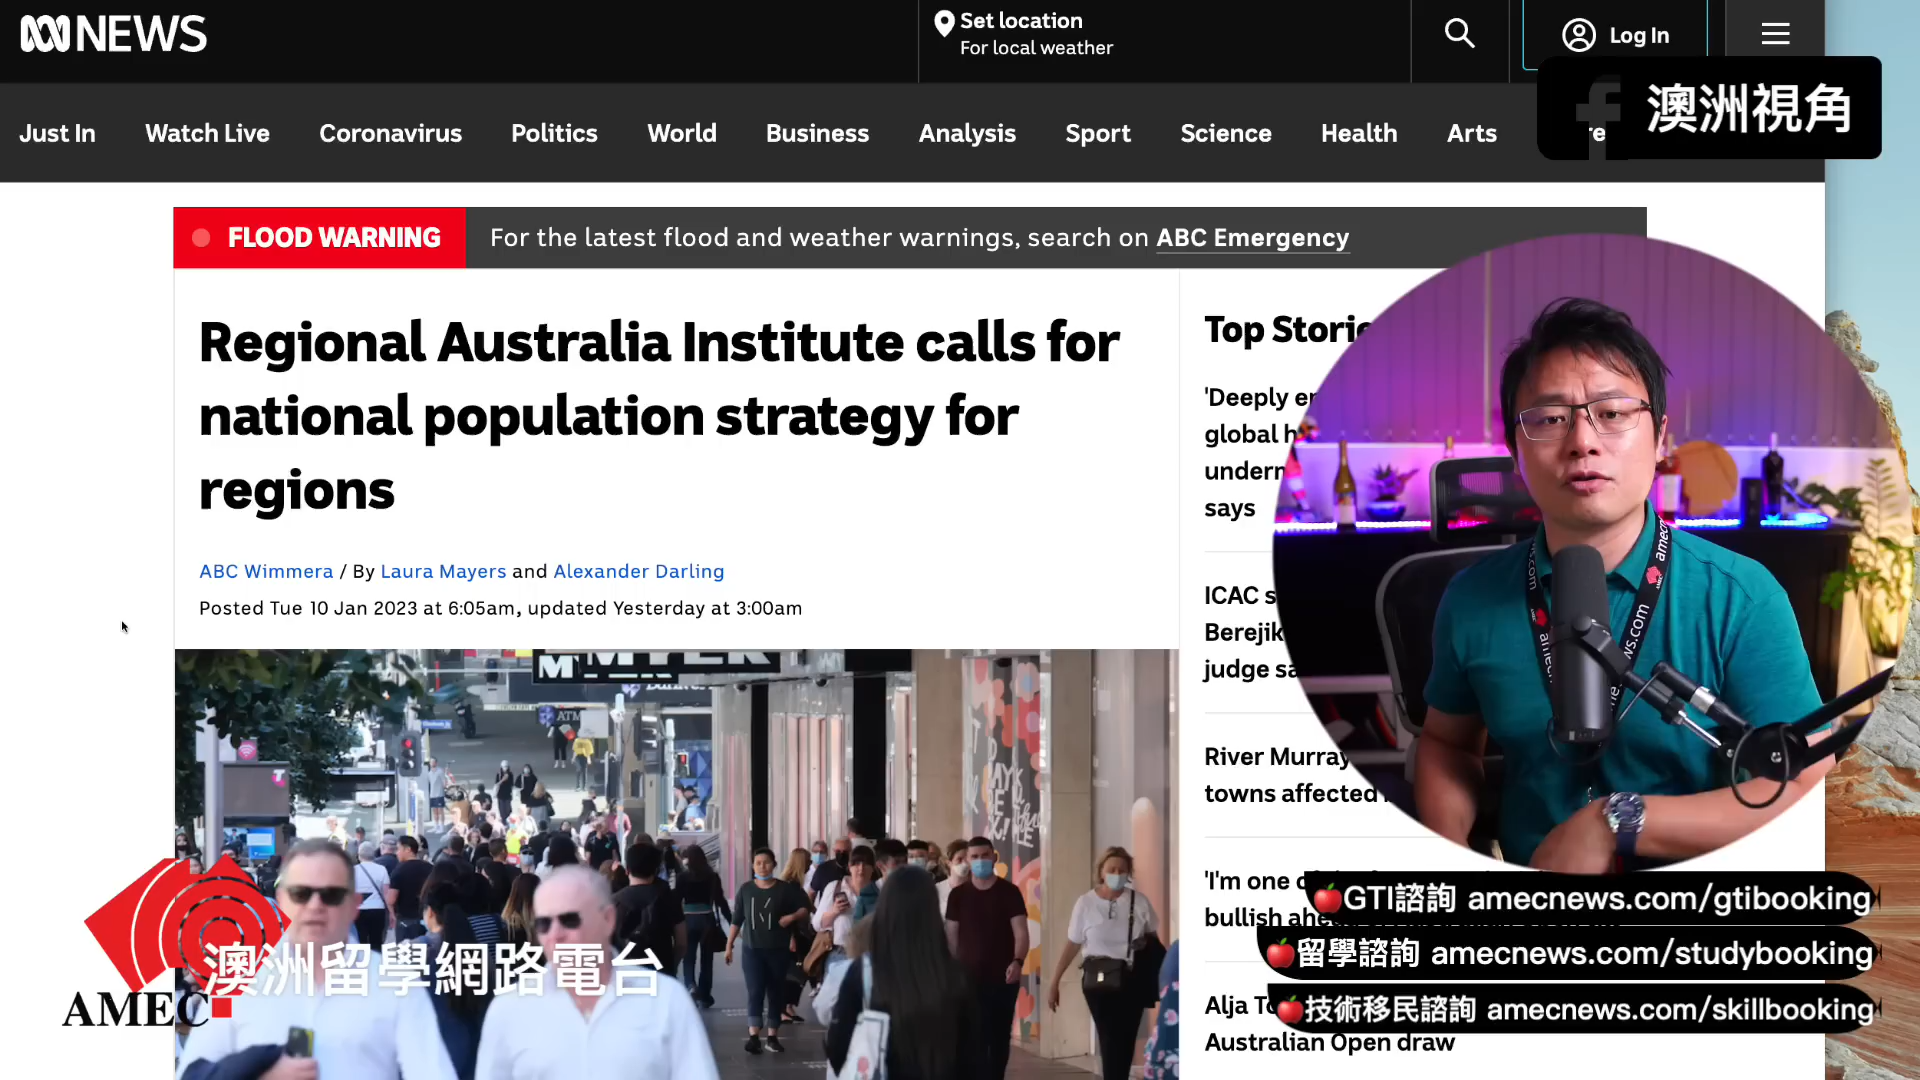 NEWS
Set location
For local weather
Log In
澳洲視角
Just In
Watch Live
Coronavirus
Politics
World
Business
Analysis
Sport
Science
Health
Arts
FLOOD WARNING
For the latest flood and weather warnings, search on ABC Emergency
Regional Australia Institute calls for
national population strategy for
regions
ABC Wimmera / By Laura Mayers and Alexander Darling
Posted Tue 10 Jan 2023 at 6:05am, updated Yesterday at 3:00am
Top Stories
'Deeply
global
says
ICAC
judge
River Murray
towns affected
'I'm one
bullish
Alja
Australian Open draw
MYER
ATM
amecnews.com
AMEC
澳洲留學網路電台
GTI諮詢 amecnews.com/gtibooking
留學諮詢 amecnews.com/studybooking
技術移民諮詢 amecnews.com/skillbooking